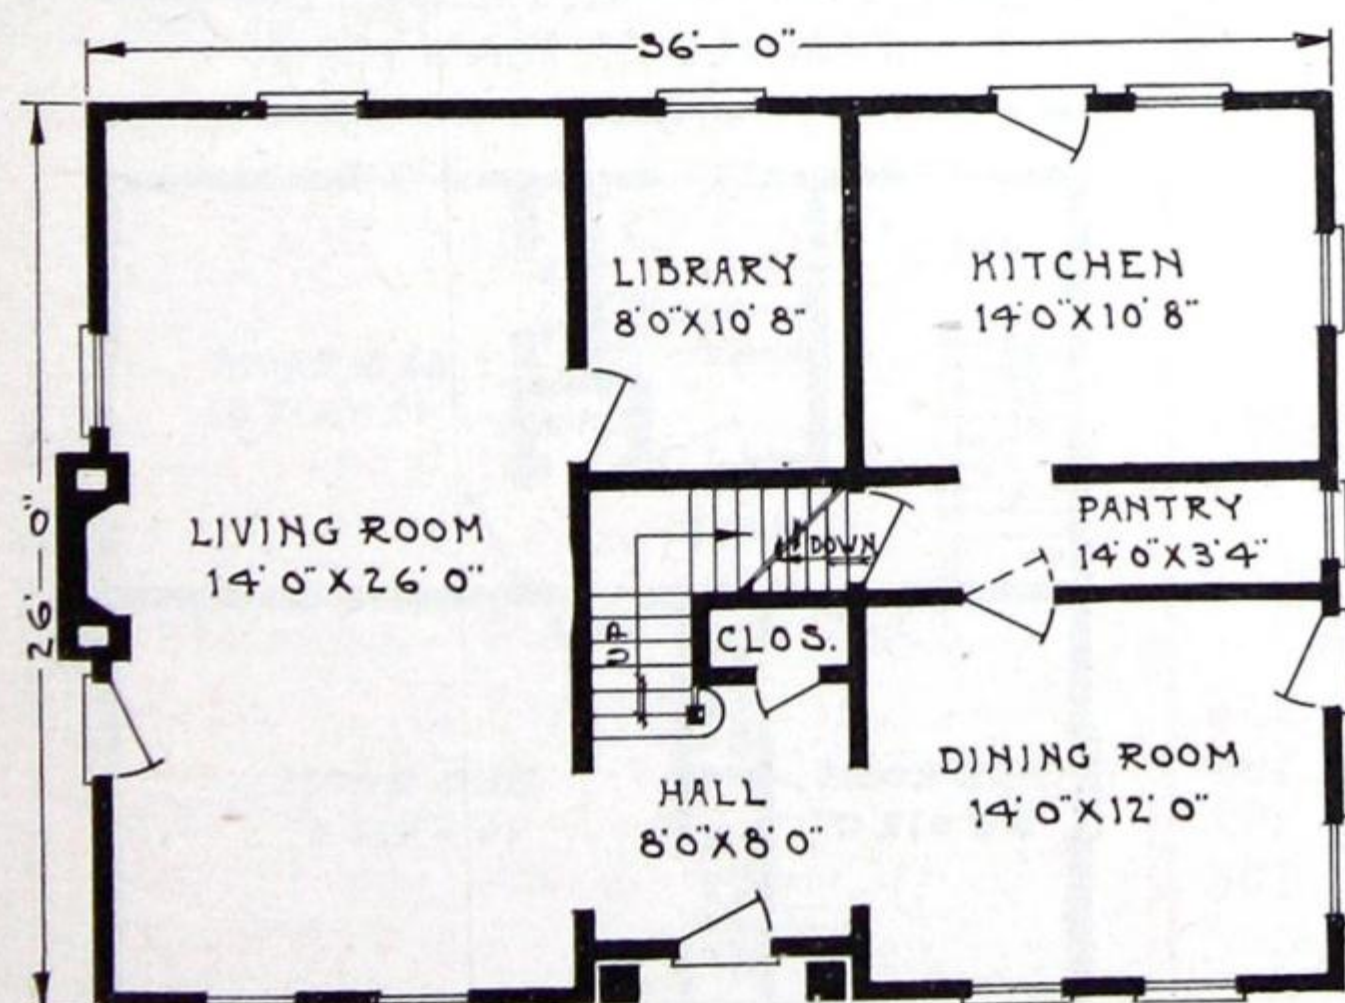 36'—0"
LIBRARY
8'0"X10'8"
KITCHEN
14'0"X10'8"
26'—0"
LIVING ROOM
14'0"X26'0"
UP
DOWN
PANTRY
14'0"X3'4"
CLOS.
HALL
8'0"X8'0"
DINING ROOM
14'0"X12'0"